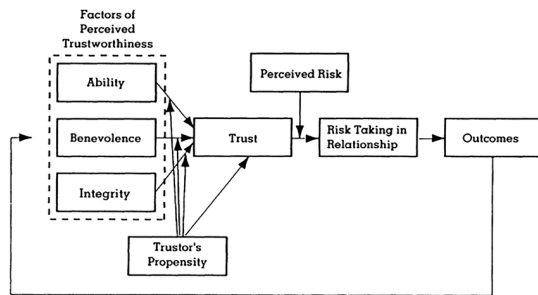 Factors of
Perceived
Trustworthiness
Ability
Benevolence
Integrity
Trustor's
Propensity
Trust
Perceived Risk
Risk Taking in
Relationship
Outcomes